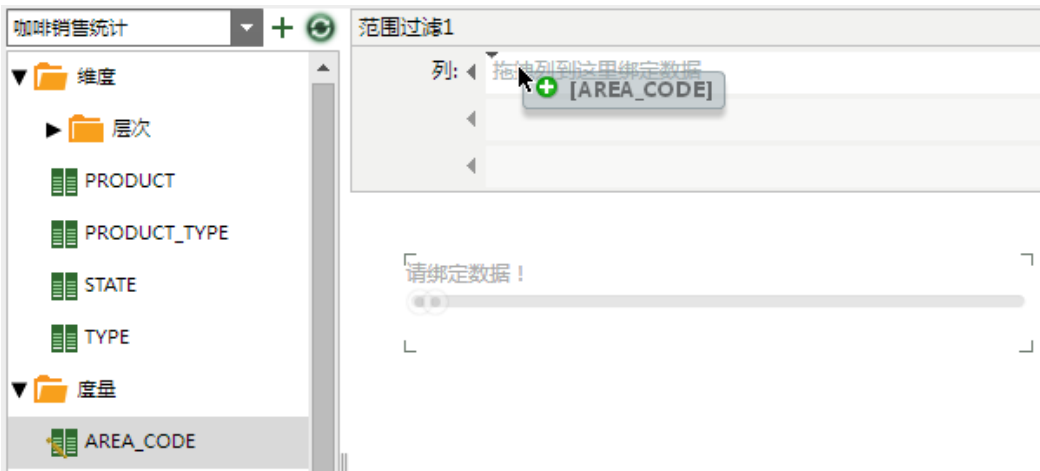 咖啡销售统计
维度
层次
PRODUCT
PRODUCT_TYPE
STATE
TYPE
度量
AREA_CODE
范围过滤1
列:
拖拽列到这里绑定数据
[AREA_CODE]
请绑定数据！